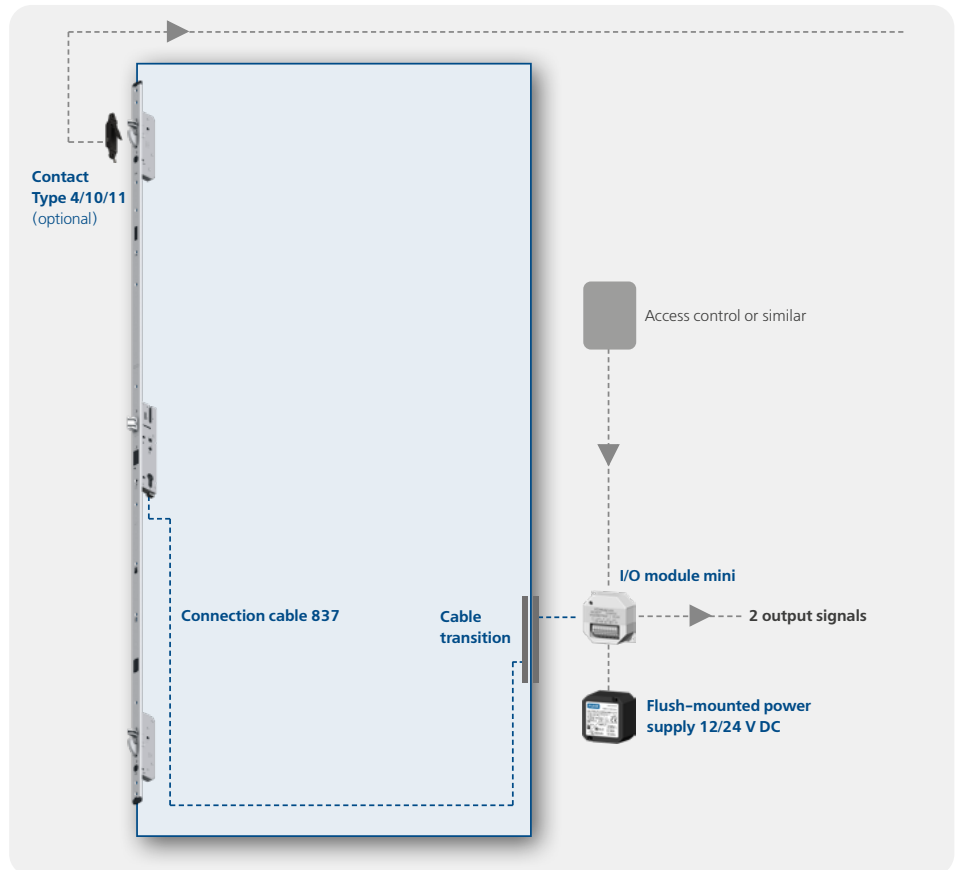 Contact
Type 4/10/11
(optional)
Access control or similar
I/O module mini
Connection cable 837
Cable
transition
2 output signals
Flush-mounted power
supply 12/24 V DC